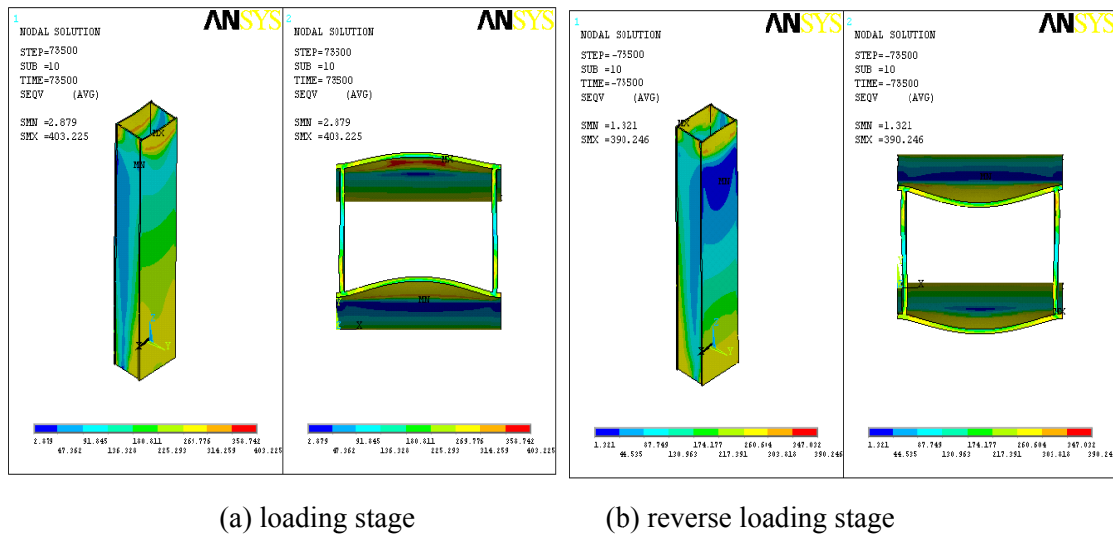 1
ANSYS
NODAL SOLUTION
STEP=73500
SUB =10
TIME=73500
SEQV (AVG)
SMN =2.879
SMX =403.225
MX
MN
Z
X
Y
2.879 91.845 180.811 269.776 358.742
47.362 136.328 225.293 314.259 403.225
2
ANSYS
NODAL SOLUTION
STEP=73500
SUB =10
TIME=73500
SEQV (AVG)
SMN =2.879
SMX =403.225
MX
MN
Y
X
2.879 91.845 180.811 269.776 358.742
47.362 136.328 225.293 314.259 403.225
1
ANSYS
NODAL SOLUTION
STEP=-73500
SUB =10
TIME=-73500
SEQV (AVG)
SMN =1.321
SMX =390.246
MX
MN
Z
X
Y
1.321 87.749 174.177 260.604 347.032
44.535 130.963 217.391 303.818 390.246
2
ANSYS
NODAL SOLUTION
STEP=-73500
SUB =10
TIME=-73500
SEQV (AVG)
SMN =1.321
SMX =390.246
MN
X
MX
1.321 87.749 174.177 260.604 347.032
44.535 130.963 217.391 303.818 390.246
(a) loading stage
(b) reverse loading stage